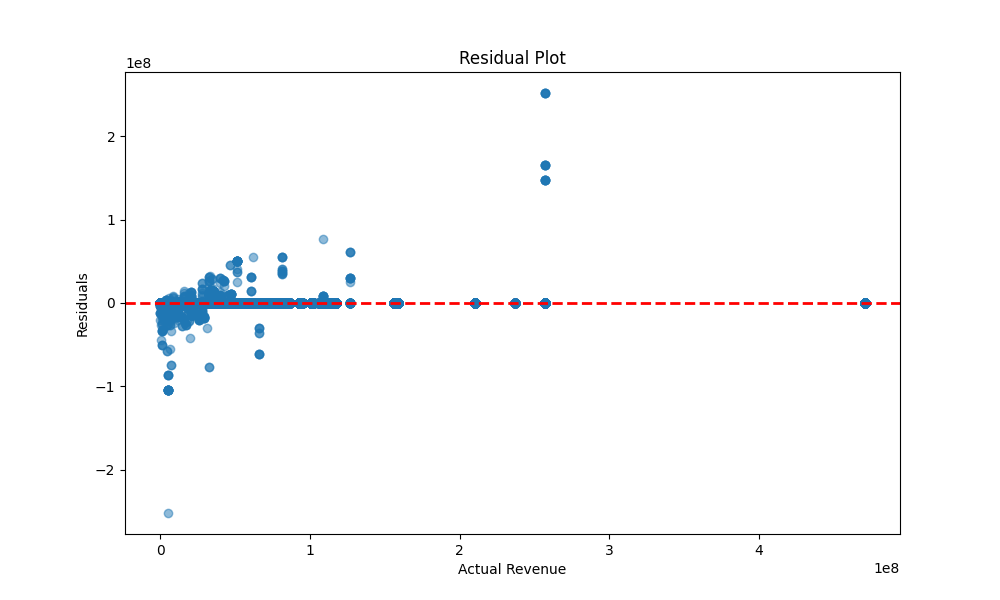 Residual Plot
1e8
2
1
0
−1
−2
Residuals
0 1 2 3 4
1e8
Actual Revenue